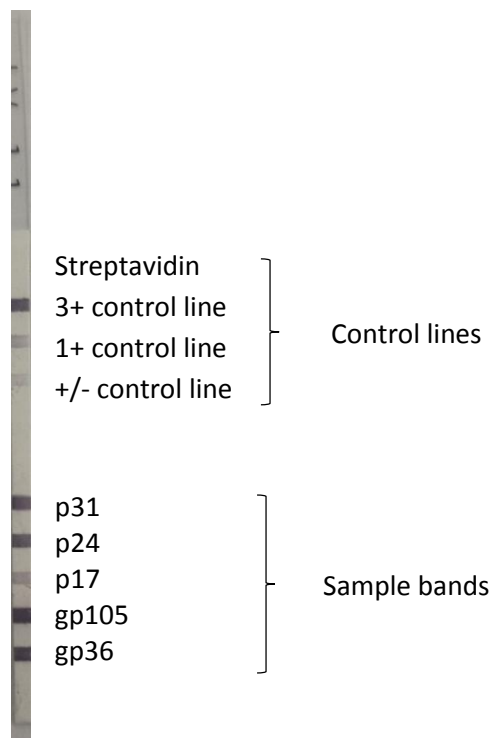 Streptavidin
3+ control line
1+ control line
+/- control line
Control lines
p31
p24
p17
gp105
gp36
Sample bands